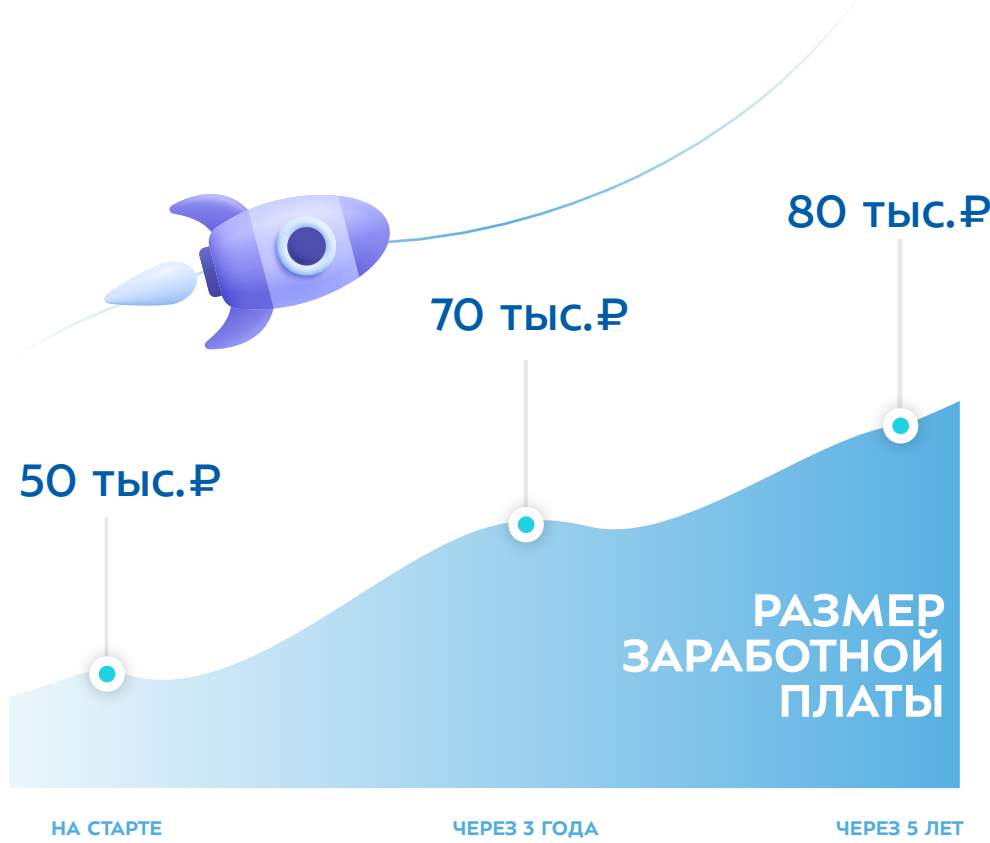 80 тыс.₽
70 тыс.₽
50 тыс.₽
РАЗМЕР
ЗАРАБОТНОЙ
ПЛАТЫ
НА СТАРТЕ
ЧЕРЕЗ 3 ГОДА
ЧЕРЕЗ 5 ЛЕТ